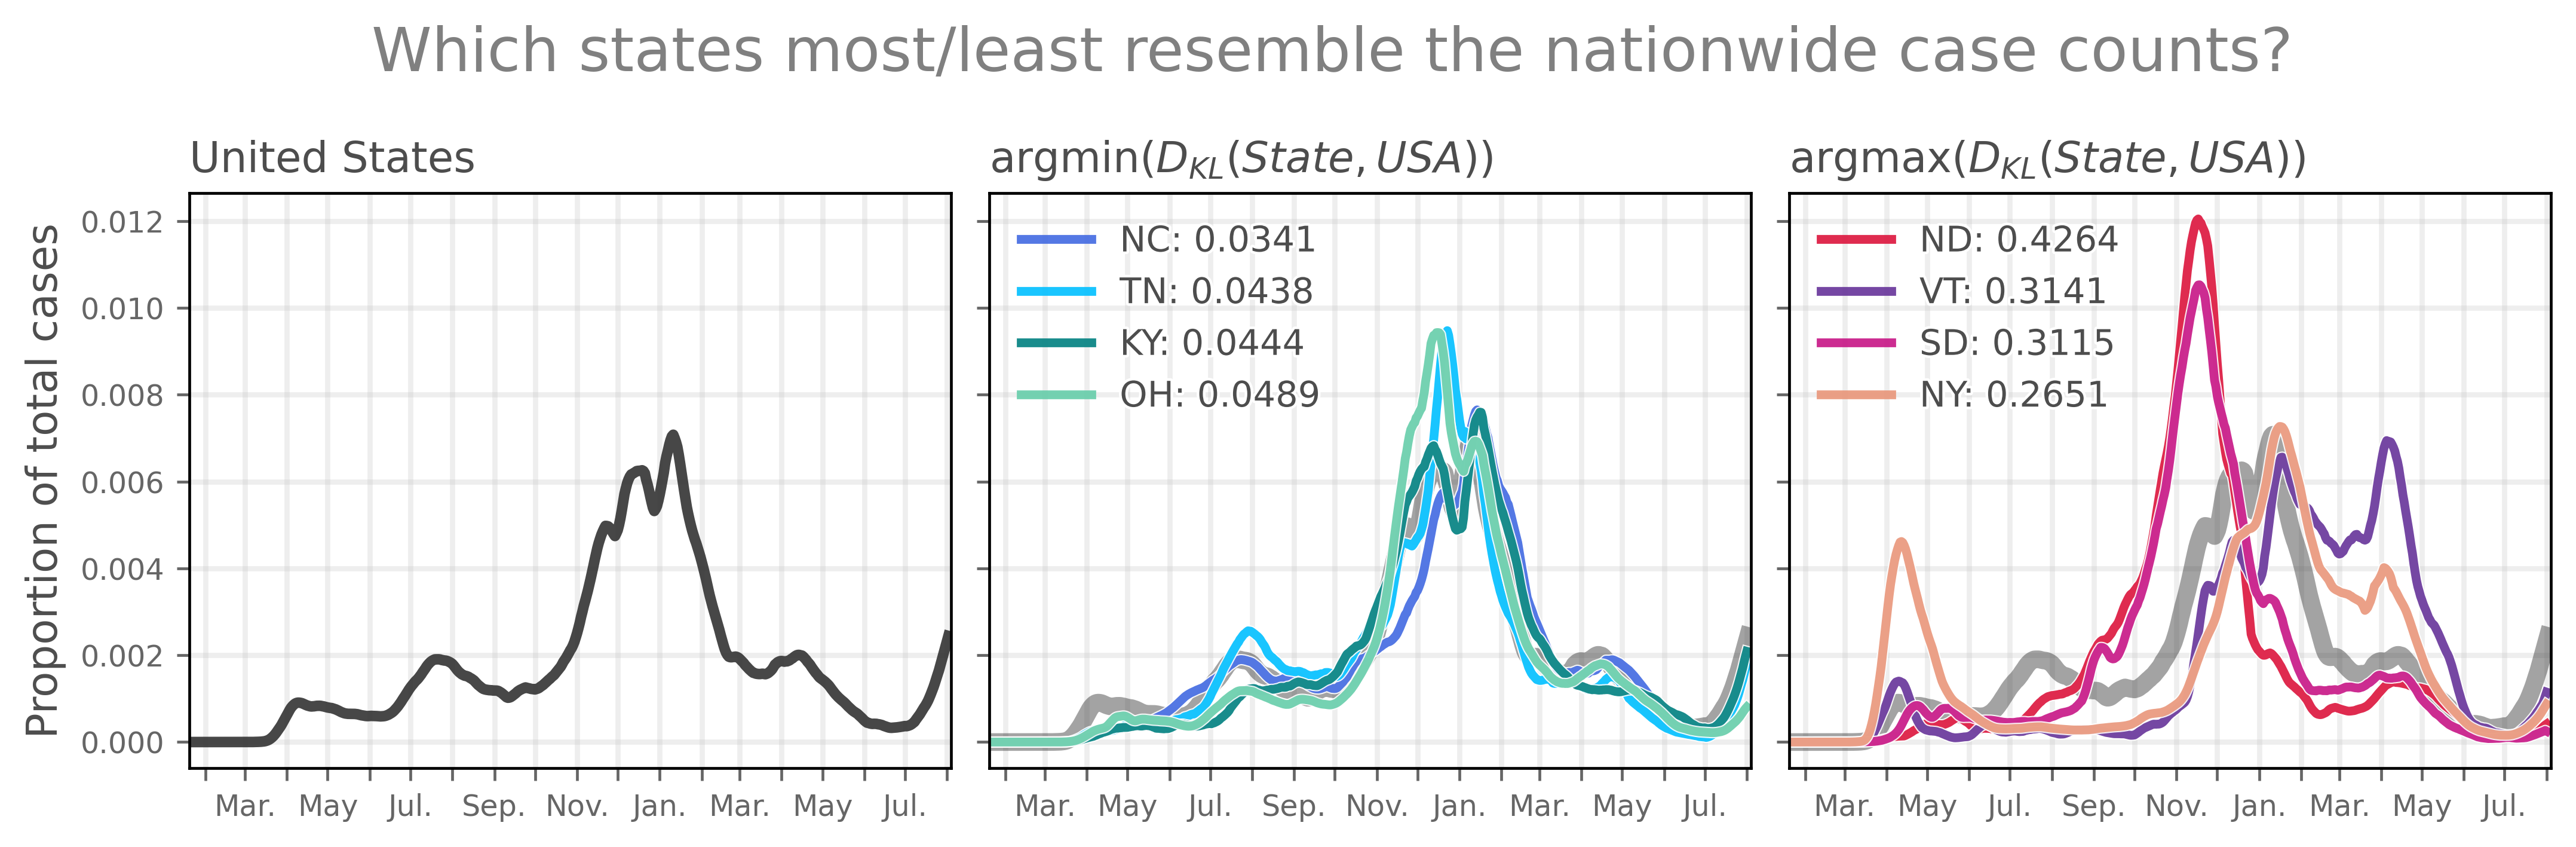 Which states most/least resemble the nationwide case counts?
United States
Proportion of total cases
0.012
0.010
0.008
0.006
0.004
0.002
0.000
Mar. May Jul. Sep. Nov. Jan. Mar. May Jul.
argmin(D_KL(State, USA))
NC: 0.0341
TN: 0.0438
KY: 0.0444
OH: 0.0489
Mar. May Jul. Sep. Nov. Jan. Mar. May Jul.
argmax(D_KL(State, USA))
ND: 0.4264
VT: 0.3141
SD: 0.3115
NY: 0.2651
Mar. May Jul. Sep. Nov. Jan. Mar. May Jul.